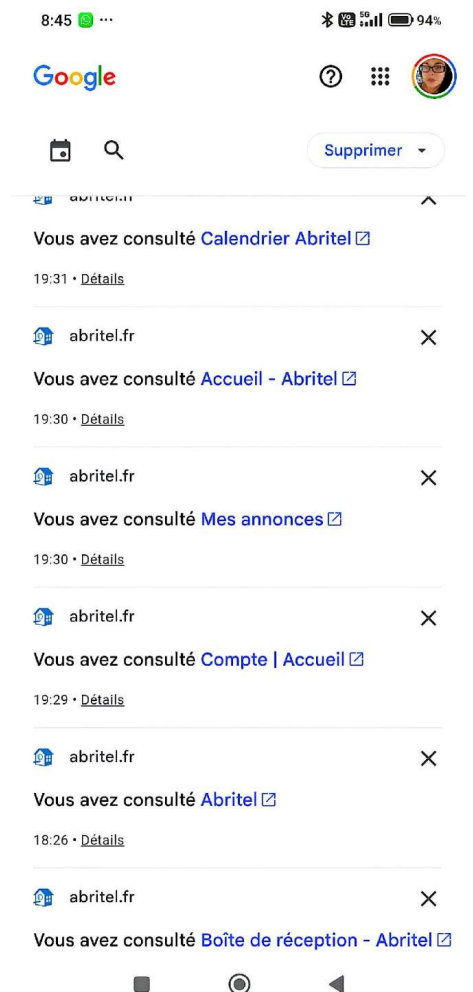 8:45 ... 94%
Google
Supprimer
abritel.fr
Vous avez consulté Calendrier Abritel
19:31 • Détails
abritel.fr
Vous avez consulté Accueil - Abritel
19:30 • Détails
abritel.fr
Vous avez consulté Mes annonces
19:30 • Détails
abritel.fr
Vous avez consulté Compte | Accueil
19:29 • Détails
abritel.fr
Vous avez consulté Abritel
18:26 • Détails
abritel.fr
Vous avez consulté Boîte de réception - Abritel